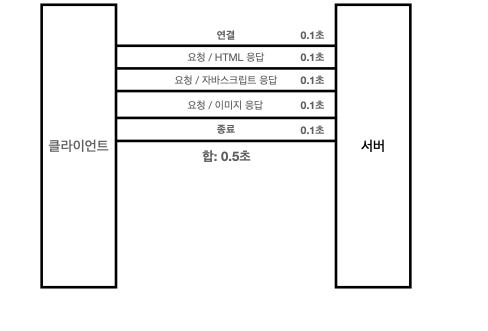 연결 0.1초
요청 / HTML 응답 0.1초
요청 / 자바스크립트 응답 0.1초
요청 / 이미지 응답 0.1초
종료 0.1초
클라이언트
합: 0.5초
서버